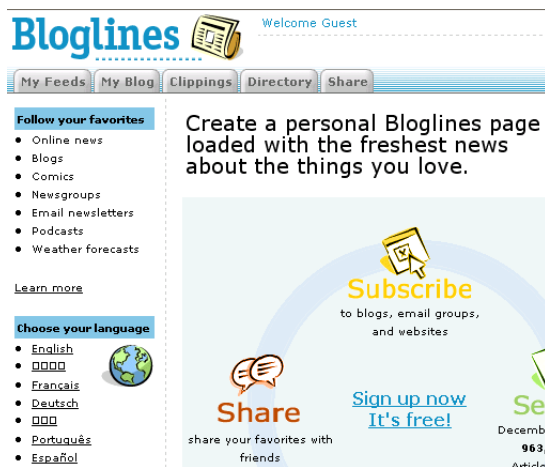 Bloglines
Welcome Guest
My Feeds
My Blog
Clippings
Directory
Share
Follow your favorites
Online news
Blogs
Comics
Newsgroups
Email newsletters
Podcasts
Weather forecasts
Learn more
Choose your language
English
Français
Deutsch
Português
Español
Create a personal Bloglines page
loaded with the freshest news
about the things you love.
Subscribe
to blogs, email groups,
and websites
Share
share your favorites with
friends
Sign up now
It's free!
Se
Decemb
963,
Article